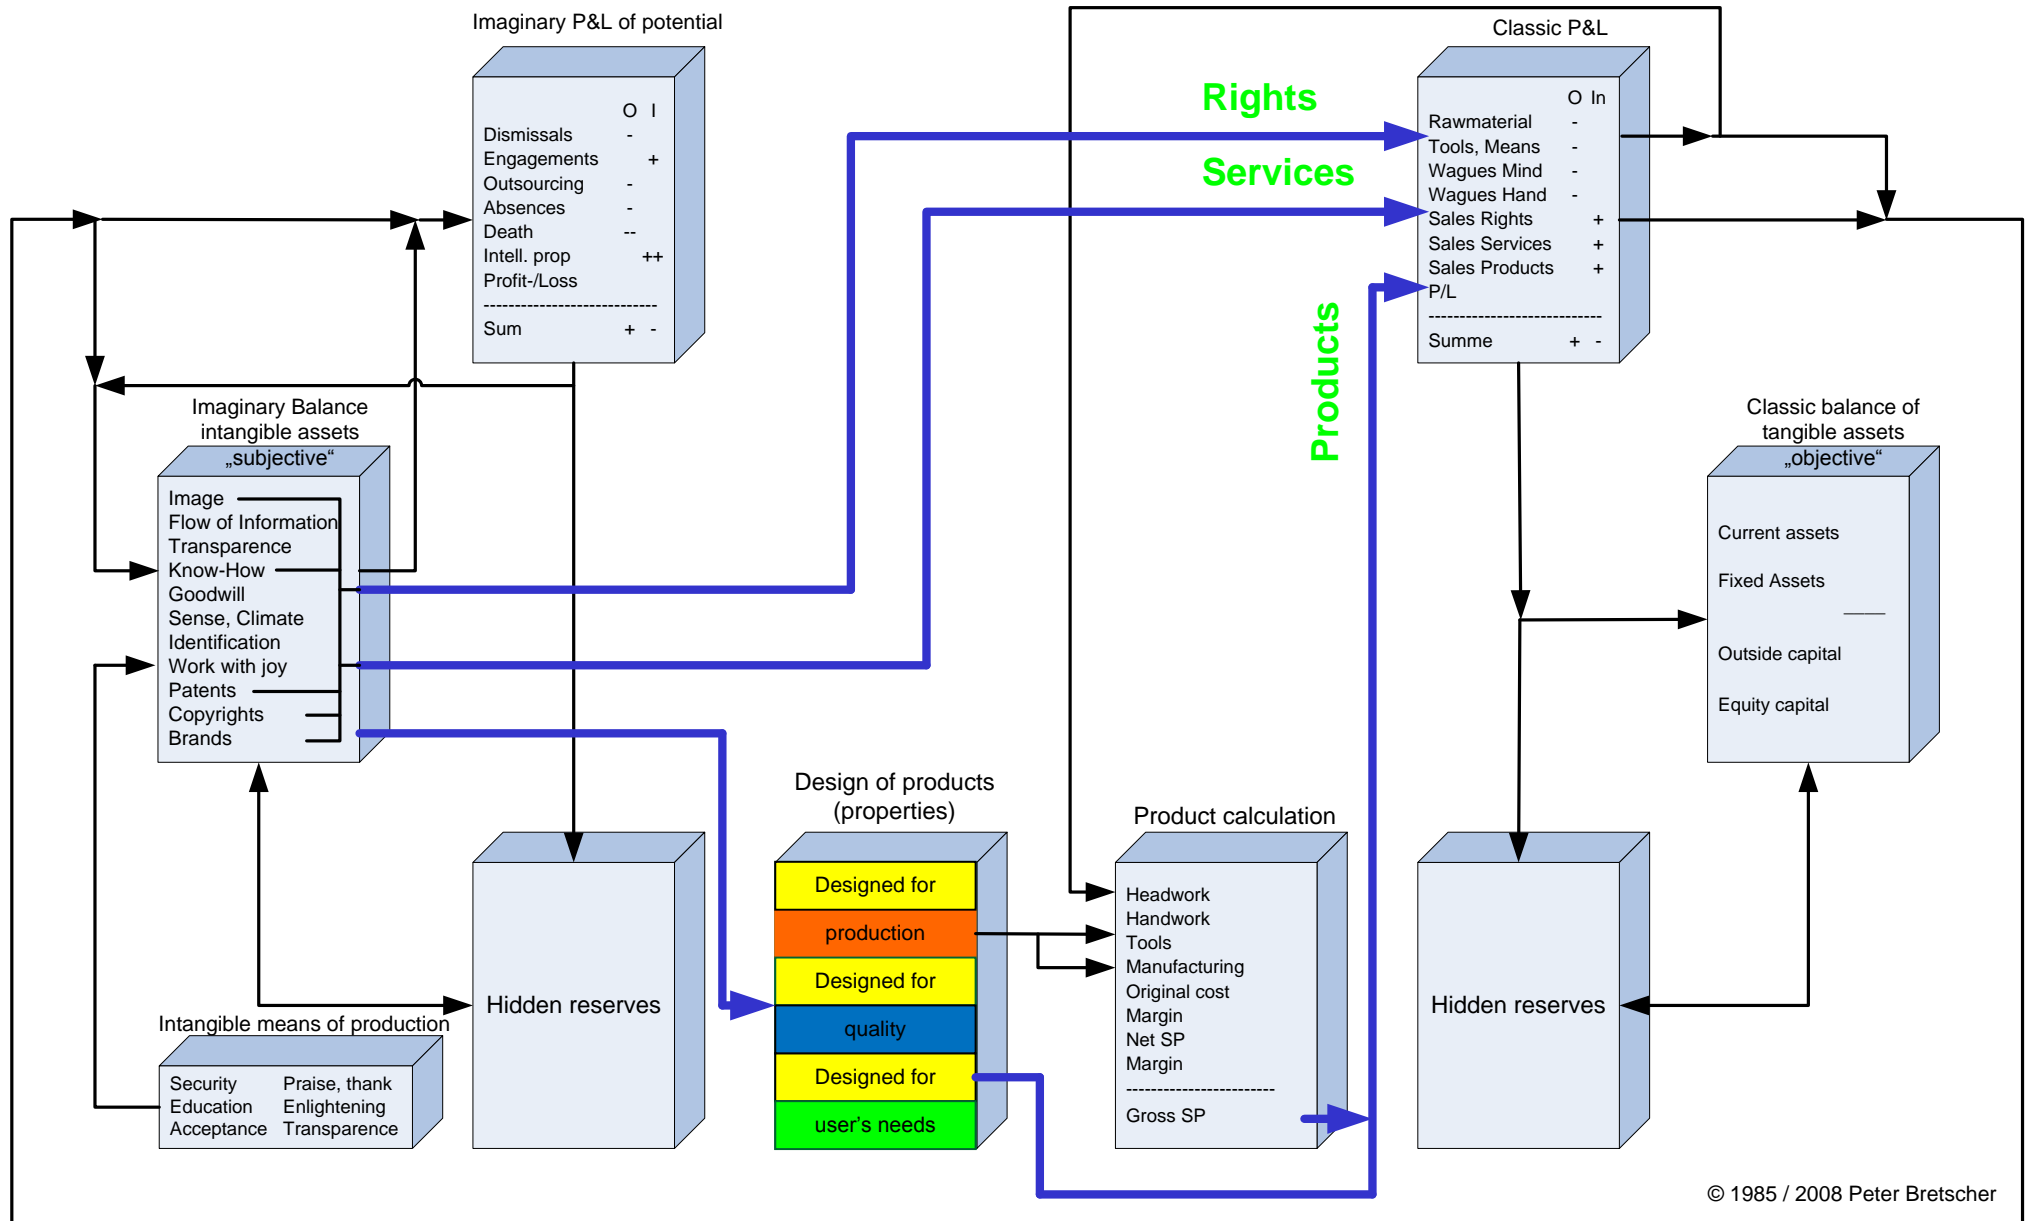 Imaginary P&L of potential
O I
Dismissals -
Engagements +
Outsourcing -
Absences -
Death --
Intell. prop ++
Profit-/Loss
----------------------------
Sum + -
Rights
Services
Products
Classic P&L
O In
Rawmaterial -
Tools, Means -
Wagues Mind -
Wagues Hand -
Sales Rights +
Sales Services +
Sales Products +
P/L
----------------------------
Summe + -
Imaginary Balance
intangible assets
„subjective“
Image
Flow of Information
Transparence
Know-How
Goodwill
Sense, Climate
Identification
Work with joy
Patents
Copyrights
Brands
Classic balance of
tangible assets
„objective“
Current assets
Fixed Assets
Outside capital
Equity capital
Intangible means of production
Security Praise, thank
Education Enlightening
Acceptance Transparence
Hidden reserves
Design of products
(properties)
Designed for
production
Designed for
quality
Designed for
user's needs
Product calculation
Headwork
Handwork
Tools
Manufacturing
Original cost
Margin
Net SP
Margin
------------------------
Gross SP
Hidden reserves
© 1985 / 2008 Peter Bretscher